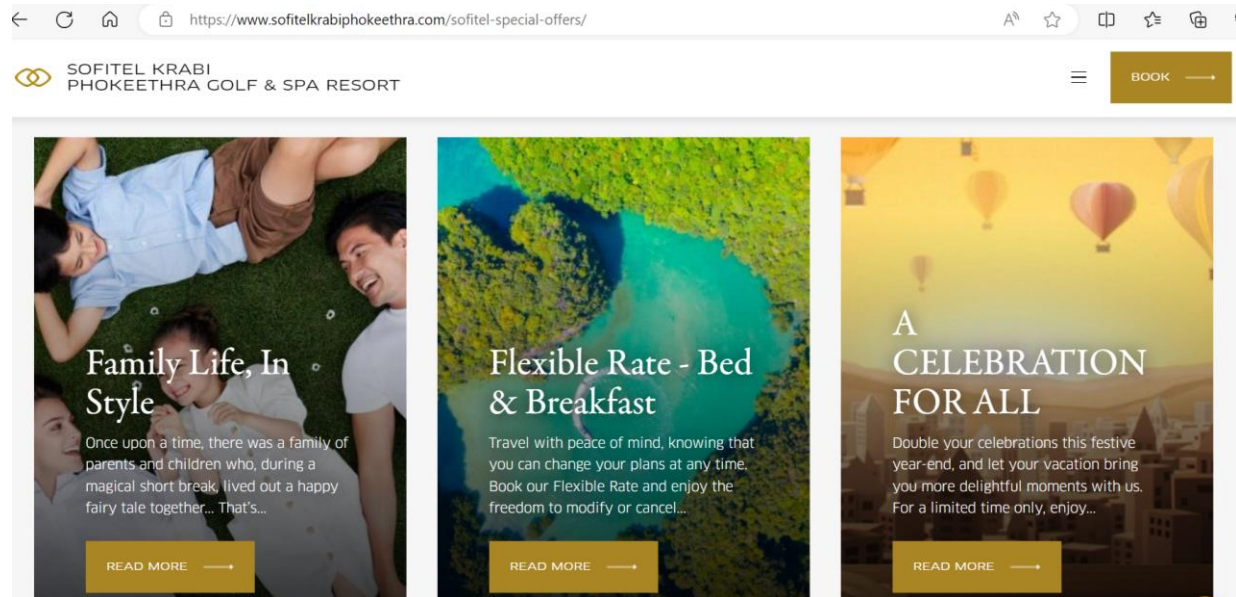 https://www.sofitelkrabiphokeethra.com/sofitel-special-offers/
SOFITEL KRABI
PHOKEETHRA GOLF & SPA RESORT
BOOK
Family Life, In
Style
Once upon a time, there was a family of
parents and children who, during a
magical short break, lived out a happy
fairy tale together... That's...
READ MORE
Flexible Rate - Bed
& Breakfast
Travel with peace of mind, knowing that
you can change your plans at any time.
Book our Flexible Rate and enjoy the
freedom to modify or cancel...
READ MORE
A
CELEBRATION
FOR ALL
Double your celebrations this festive
year-end, and let your vacation bring
you more delightful moments with us.
For a limited time only, enjoy...
READ MORE